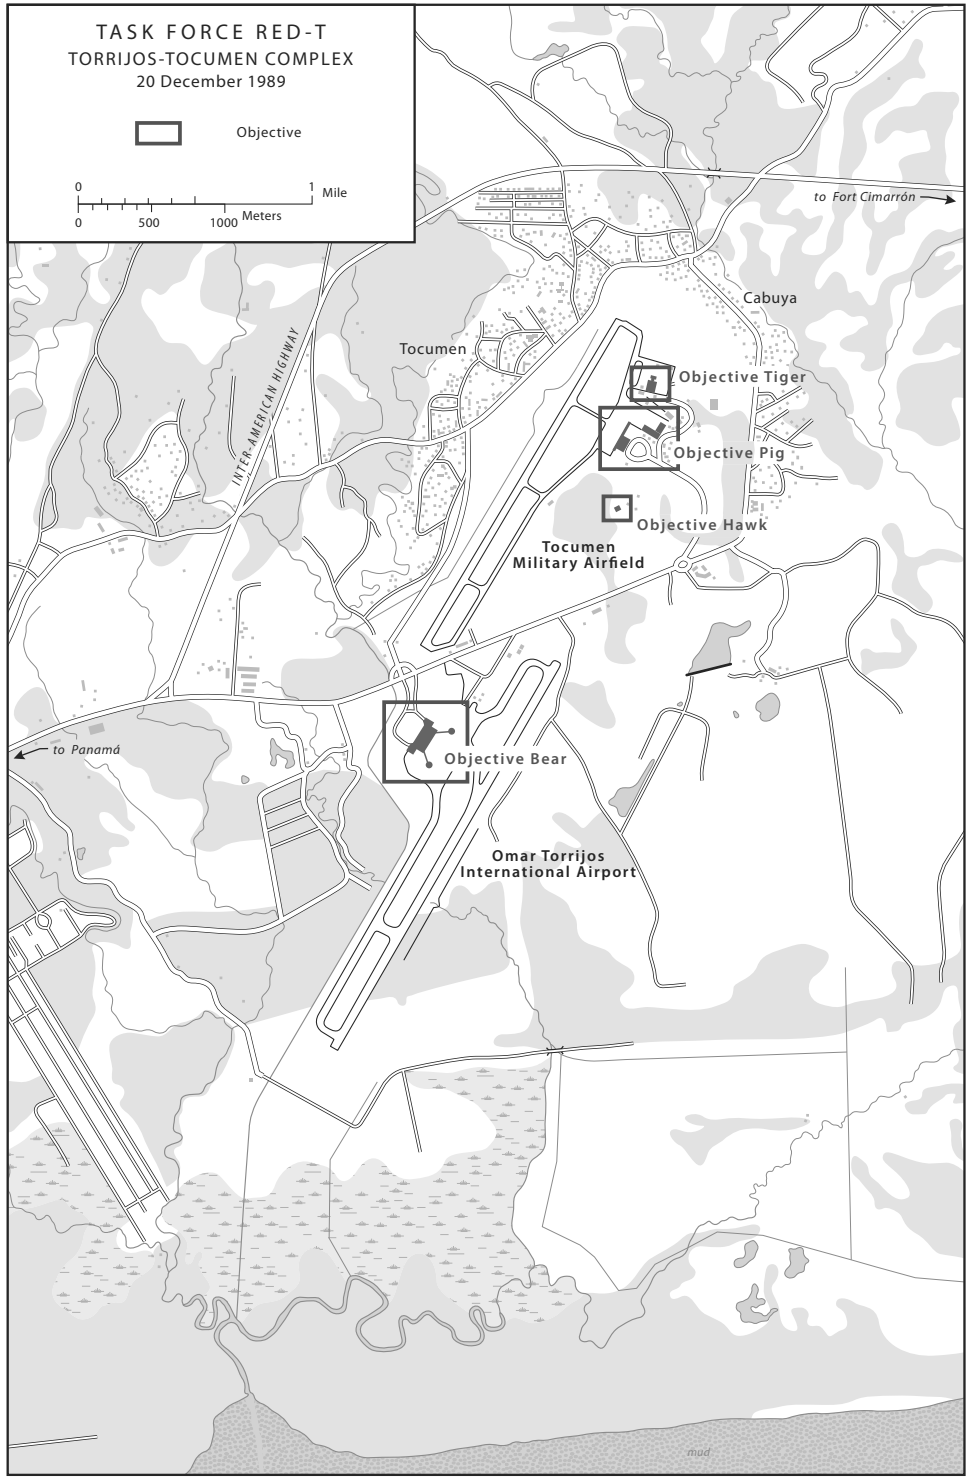 TASK FORCE RED-T
TORRIJOS-TOCUMEN COMPLEX
20 December 1989
Objective
0 1 Mile
0 500 1000 Meters
to Fort Cimarrón
Cabuya
INTER-AMERICAN HIGHWAY
Tocumen
Objective Tiger
Objective Pig
Objective Hawk
Tocumen
Military Airfield
to Panamá
Objective Bear
Omar Torrijos
International Airport
mud